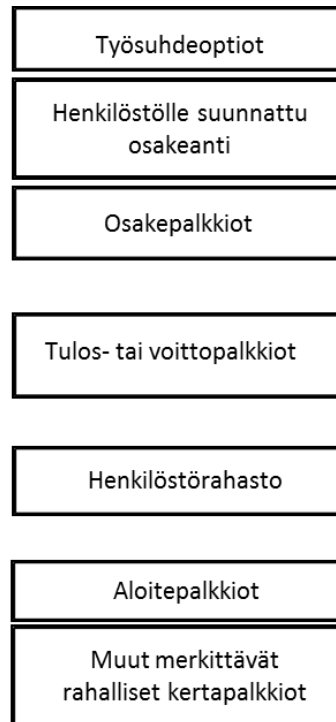 Työsuhdeoptiot
Henkilöstölle suunnattu
osakeanti
Osakepalkkiot
Tulos- tai voittopalkkiot
Henkilöstörahasto
Aloitepalkkiot
Muut merkittävät
rahalliset kertapalkkiot